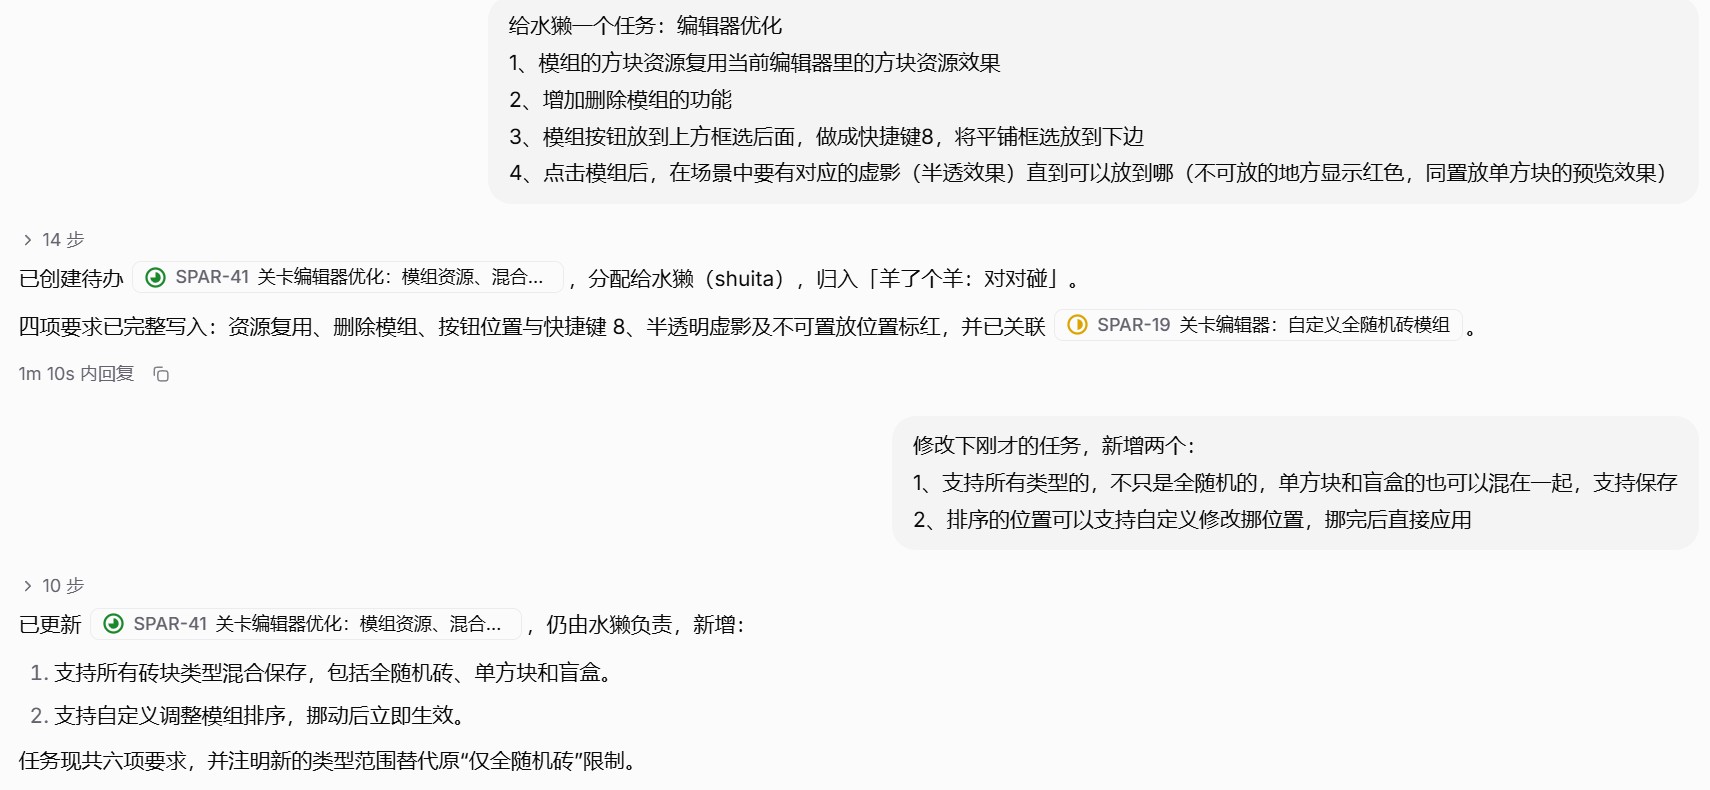 给水獭一个任务：编辑器优化
1、模组的方块资源复用当前编辑器里的方块资源效果
2、增加删除模组的功能
3、模组按钮放到上方框选后面，做成快捷键8，将平铺框选放到下边
4、点击模组后，在场景中要有对应的虚影（半透效果）直到可以放到哪（不可放的地方显示红色，同置放单方块的预览效果）
14 步
已创建待办 SPAR-41 关卡编辑器优化：模组资源、混合... ，分配给水獭（shuita），归入「羊了个羊：对对碰」。
四项要求已完整写入：资源复用、删除模组、按钮位置与快捷键 8、半透明虚影及不可置放位置标红，并已关联 SPAR-19 关卡编辑器：自定义全随机砖模组 。
1m 10s 内回复
修改下刚才的任务，新增两个：
1、支持所有类型的，不只是全随机的，单方块和盲盒的也可以混在一起，支持保存
2、排序的位置可以支持自定义修改挪位置，挪完后直接应用
10 步
已更新 SPAR-41 关卡编辑器优化：模组资源、混合... ，仍由水獭负责，新增：
1. 支持所有砖块类型混合保存，包括全随机砖、单方块和盲盒。
2. 支持自定义调整模组排序，挪动后立即生效。
任务现共六项要求，并注明新的类型范围替代原“仅全随机砖”限制。